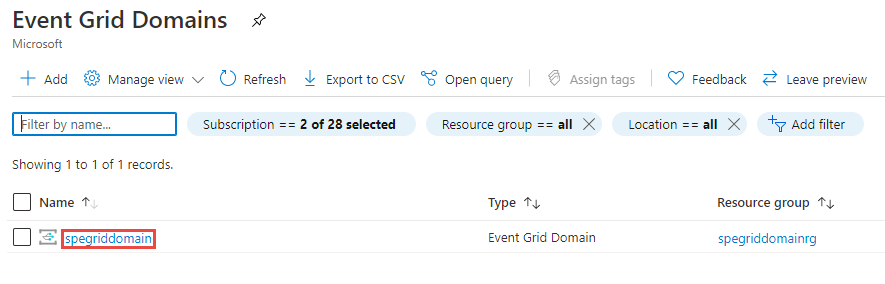 Event Grid Domains
Microsoft
Add Manage view Refresh Export to CSV Open query Assign tags Feedback Leave preview
Filter by name... Subscription == 2 of 28 selected Resource group == all Location == all Add filter
Showing 1 to 1 of 1 records.
Name Type Resource group
spegriddomain Event Grid Domain spegriddomainrg